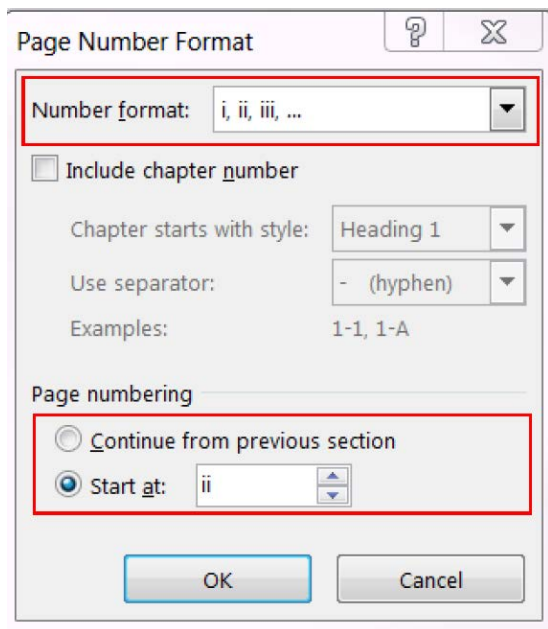 Page Number Format
Number format: i, ii, iii, ...
Include chapter number
Chapter starts with style: Heading 1
Use separator: - (hyphen)
Examples: 1-1, 1-A
Page numbering
Continue from previous section
Start at: ii
OK Cancel